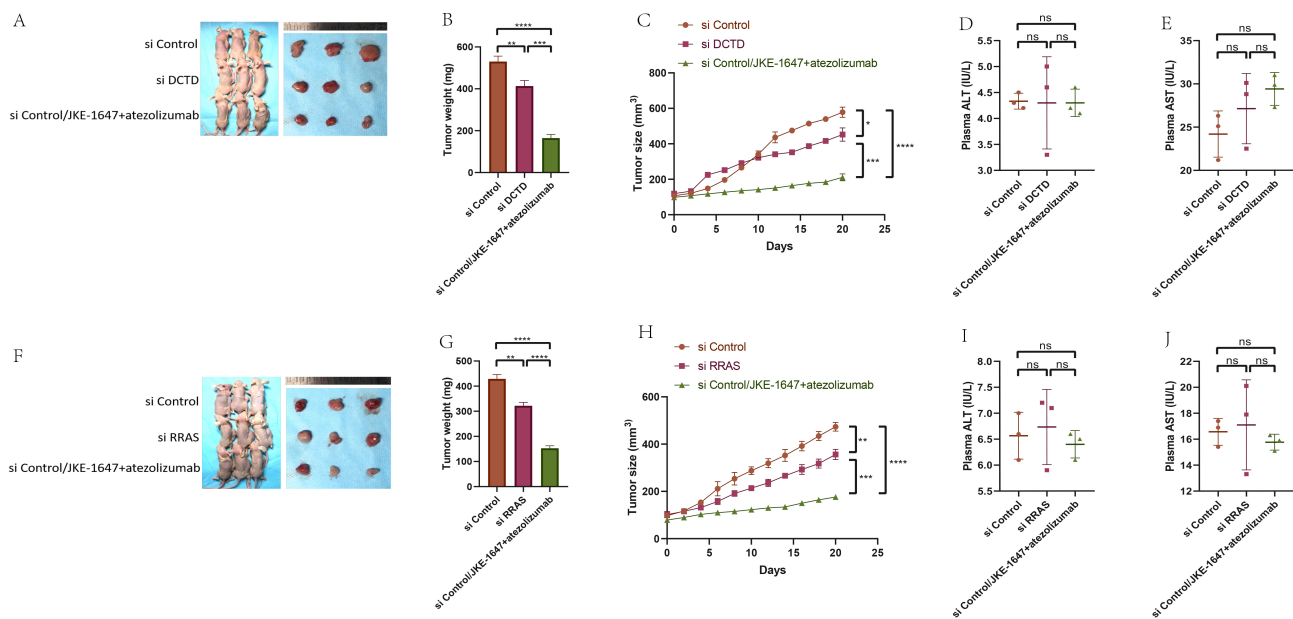 A
si Control
si DCTD
si Control/JKE-1647+atezolizumab
B
****
** ***
Tumor weight (mg)
600
400
200
0
si Control
si DCTD
si Control/JKE-1647+atezolizumab
C
si Control
si DCTD
si Control/JKE-1647+atezolizumab
Tumor size (mm³)
800
600
400
200
0
0 5 10 15 20 25
Days
*
***
****
D
ns
ns ns
Plasma ALT (IU/L)
5.5
5.0
4.5
4.0
3.5
3.0
si Control
si DCTD
si Control/JKE-1647+atezolizumab
E
ns
ns ns
Plasma AST (IU/L)
35
30
25
20
si Control
si DCTD
si Control/JKE-1647+atezolizumab
F
si Control
si RRAS
si Control/JKE-1647+atezolizumab
G
****
** ****
Tumor weight (mg)
500
400
300
200
100
0
si Control
si RRAS
si Control/JKE-1647+atezolizumab
H
si Control
si RRAS
si Control/JKE-1647+atezolizumab
Tumor size (mm³)
600
400
200
0
0 5 10 15 20 25
Days
**
***
****
I
ns
ns ns
Plasma ALT (IU/L)
8.0
7.5
7.0
6.5
6.0
5.5
si Control
si RRAS
si Control/JKE-1647+atezolizumab
J
ns
ns ns
Plasma AST (IU/L)
22
20
18
16
14
12
si Control
si RRAS
si Control/JKE-1647+atezolizumab